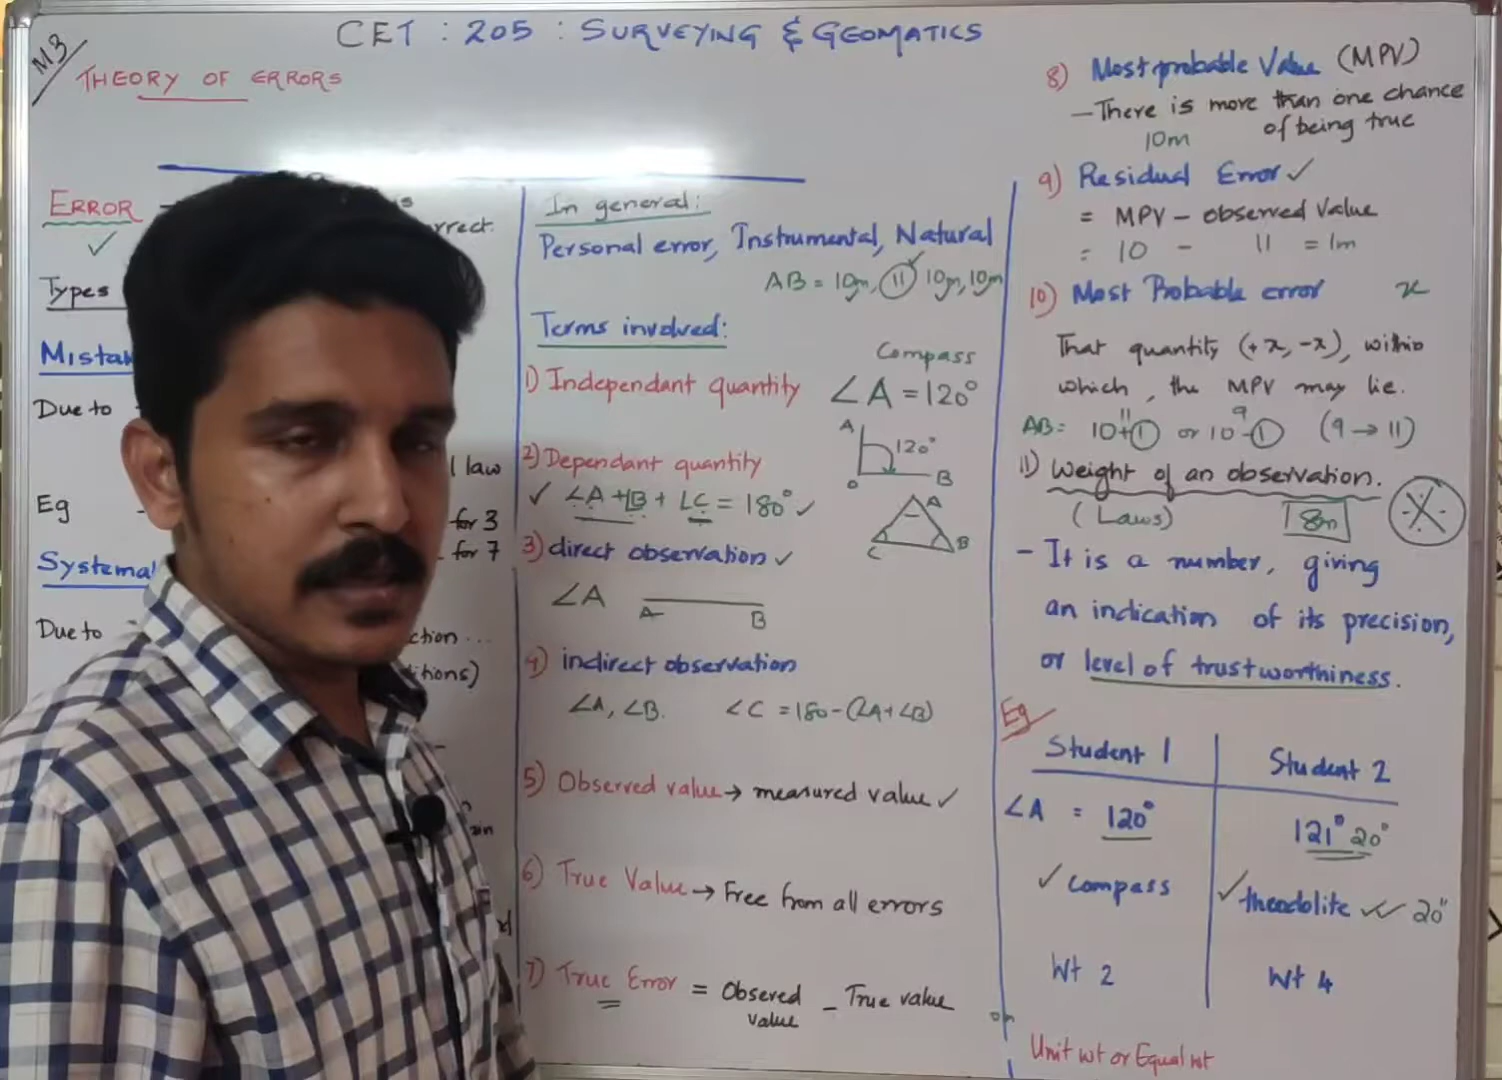 M3
CET : 205 : SURVEYING & GEOMATICS
THEORY OF ERRORS
ERROR
Types
Due to
law
Eg
for 3
for 7
Due to
In general:
Personal error, Instrumental, Natural
AB = 10m, 11 10m, 10m
Terms involved:
Compass
1) Independant quantity ∠A = 120°
A 120° B
2) Dependant quantity
∠A + ∠B + ∠C = 180°
A
C B
3) direct observation
∠A A B
4) indirect observation
∠A, ∠B. ∠C = 180 - (∠A + ∠B)
5) Observed value → measured value
6) True Value → Free from all errors
7) True Error = Obsered value - True value
8) Most probable Value (MPV)
- There is more than one chance
10m of being true
9) Residual Error
= MPV - observed value
= 10 - 11 = 1m
10) Most Probable error x
That quantity (+x, -x), within
which, the MPV may lie.
11 9
AB = 10+1 or 10-1 (9 → 11)
11) Weight of an observation.
(Laws) 8m
- It is a number, giving
an indication of its precision,
or level of trustworthiness.
Eg
Student 1 Student 2
∠A = 120° 121° 20°
compass theodolite 20"
Wt 2 Wt 4
Unit wt or Equal wt